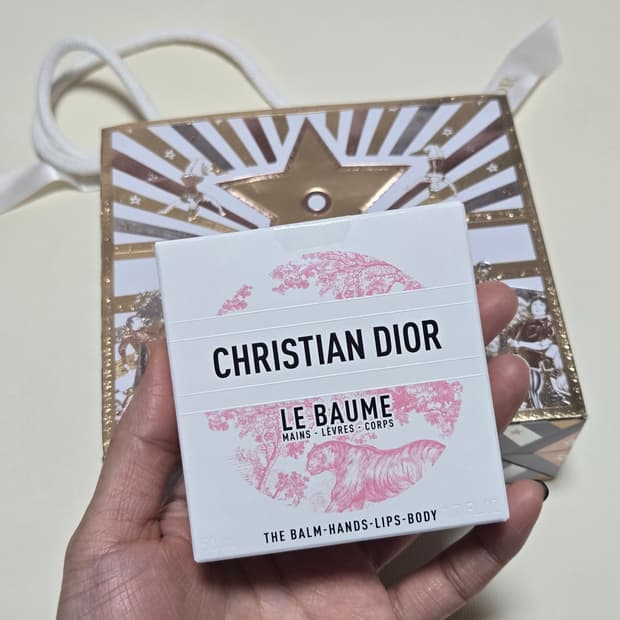 CHRISTIAN DIOR
LE BAUME
MAINS - LÈVRES - CORPS
THE BALM-HANDS-LIPS-BODY